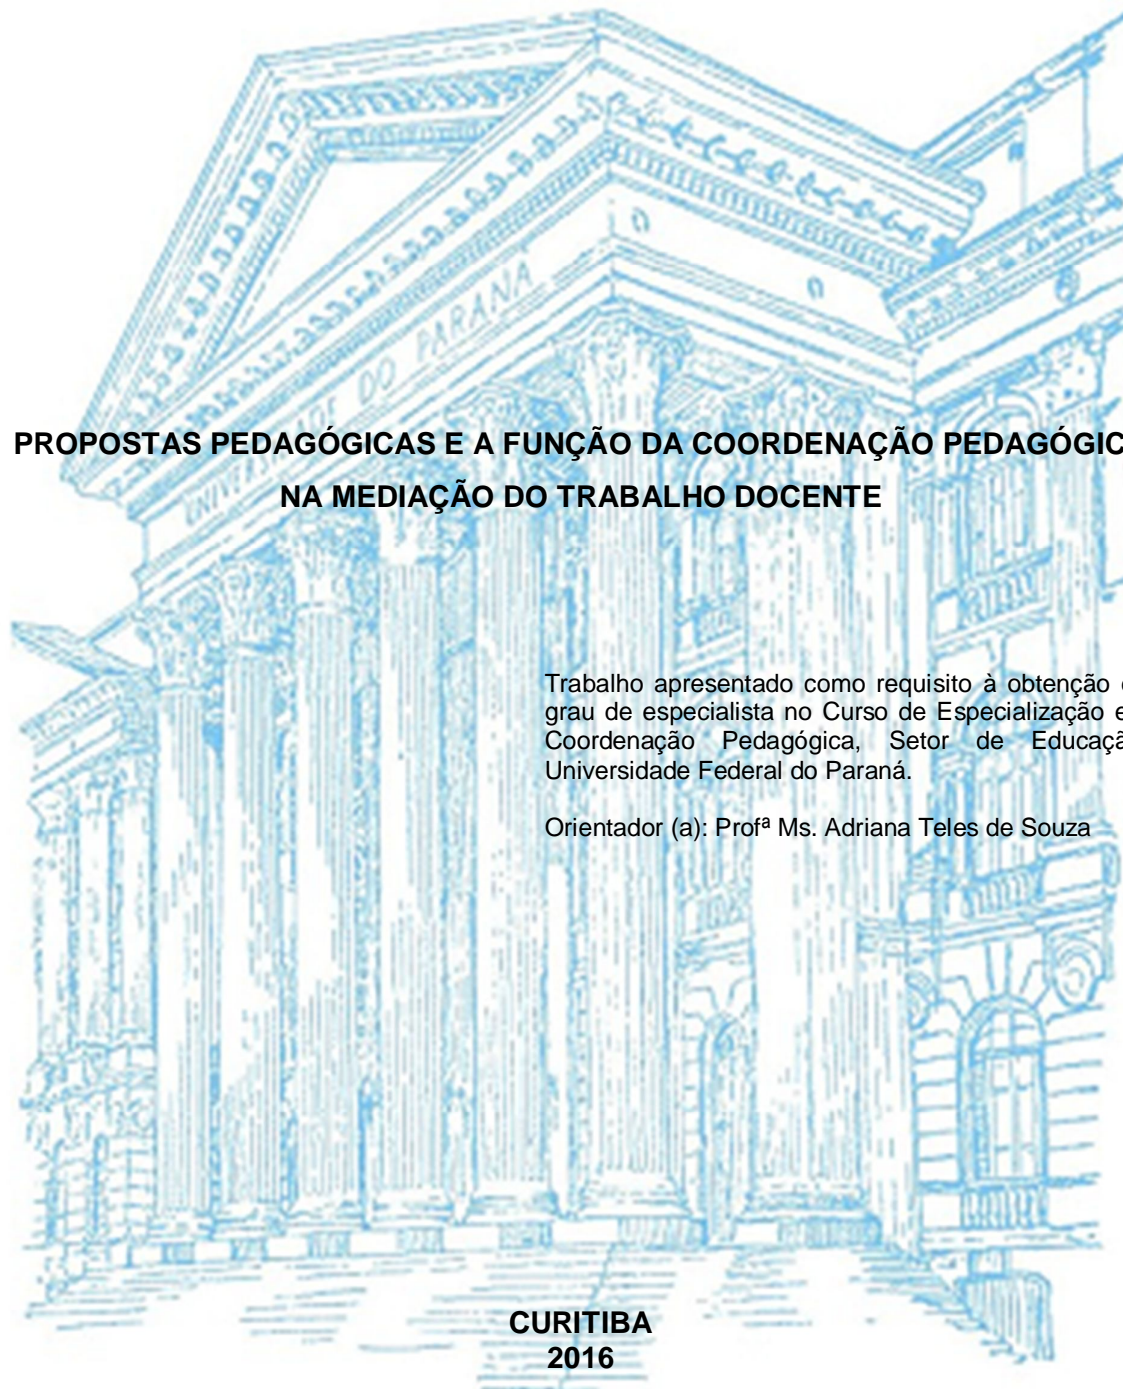 UNIVERSIDADE DO PARANÁ
PROPOSTAS PEDAGÓGICAS E A FUNÇÃO DA COORDENAÇÃO PEDAGÓGIC
NA MEDIAÇÃO DO TRABALHO DOCENTE
Trabalho apresentado como requisito à obtenção
grau de especialista no Curso de Especialização e
Coordenação Pedagógica, Setor de Educaçã
Universidade Federal do Paraná.
Orientador (a): Profª Ms. Adriana Teles de Souza
CURITIBA
2016